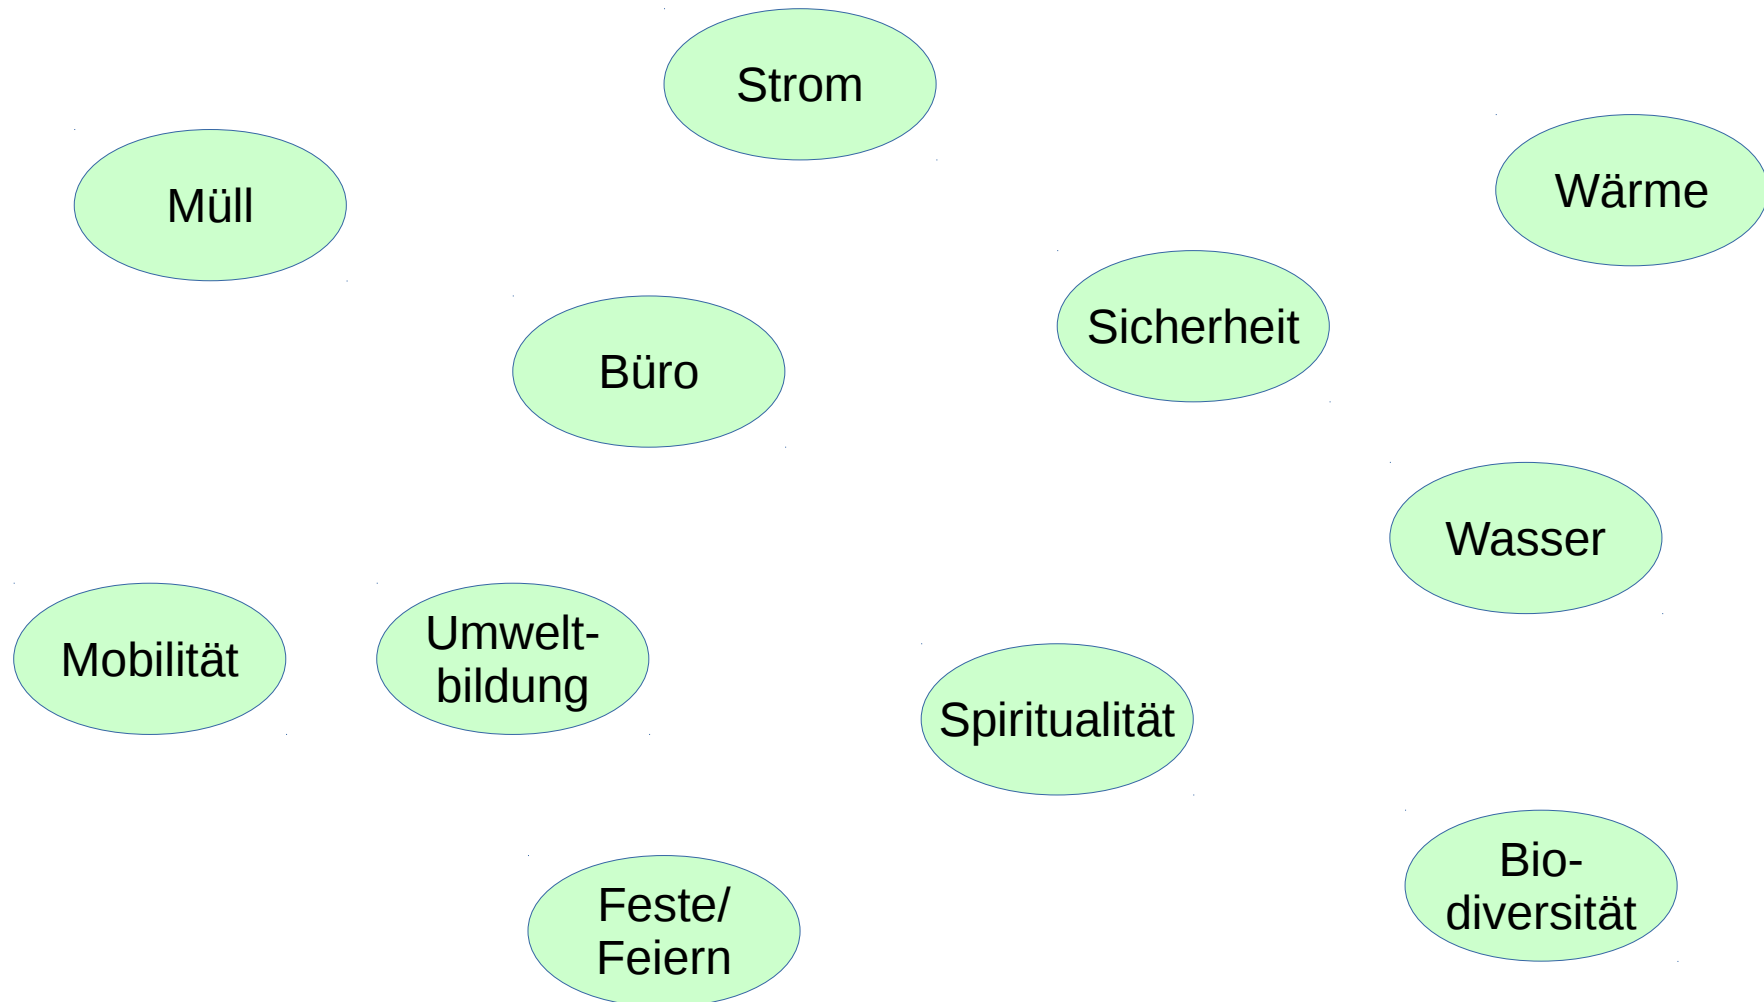 Strom
Müll
Wärme
Sicherheit
Büro
Wasser
Mobilität
Umwelt-
bildung
Spiritualität
Bio-
diversität
Feste/
Feiern